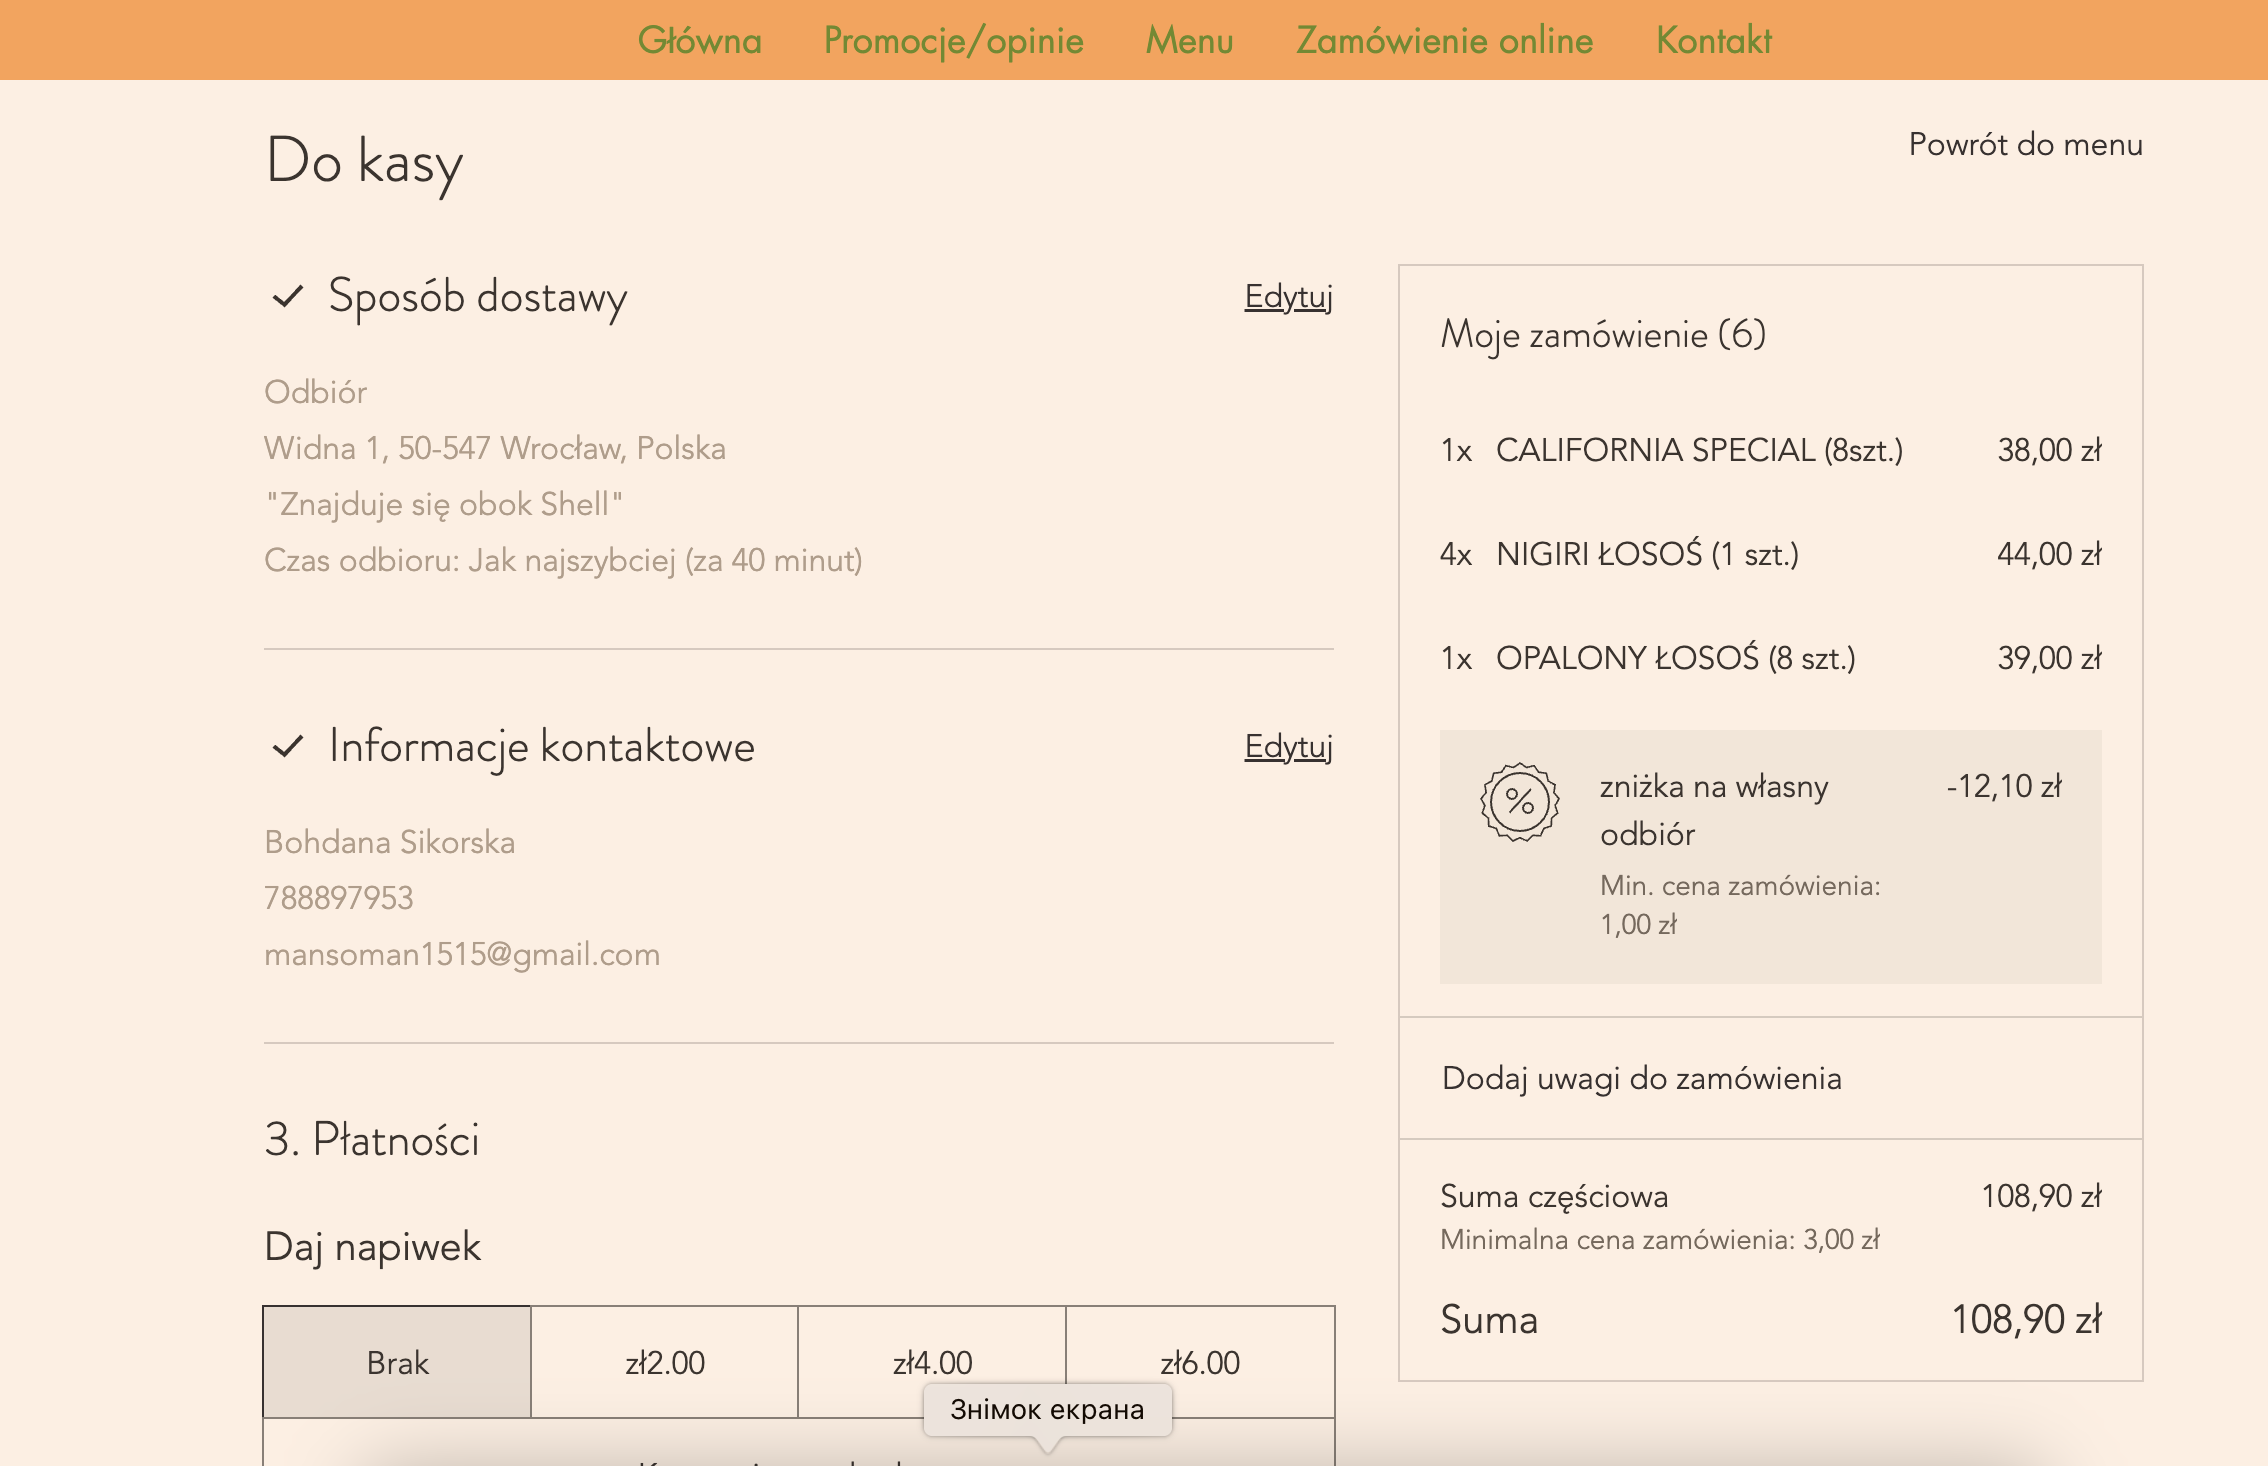 Główna Promocje/opinie Menu Zamówienie online Kontakt
Do kasy
Powrót do menu
Sposób dostawy Edytuj
Odbiór
Widna 1, 50-547 Wrocław, Polska
"Znajduje się obok Shell"
Czas odbioru: Jak najszybciej (za 40 minut)
Informacje kontaktowe Edytuj
Bohdana Sikorska
788897953
mansoman1515@gmail.com
3. Płatności
Daj napiwek
Brak zł2.00 zł4.00 zł6.00
Знімок екрана
Moje zamówienie (6)
1x CALIFORNIA SPECIAL (8szt.) 38,00 zł
4x NIGIRI ŁOSOŚ (1 szt.) 44,00 zł
1x OPALONY ŁOSOŚ (8 szt.) 39,00 zł
zniżka na własny -12,10 zł
odbiór
Min. cena zamówienia:
1,00 zł
Dodaj uwagi do zamówienia
Suma częściowa 108,90 zł
Minimalna cena zamówienia: 3,00 zł
Suma 108,90 zł